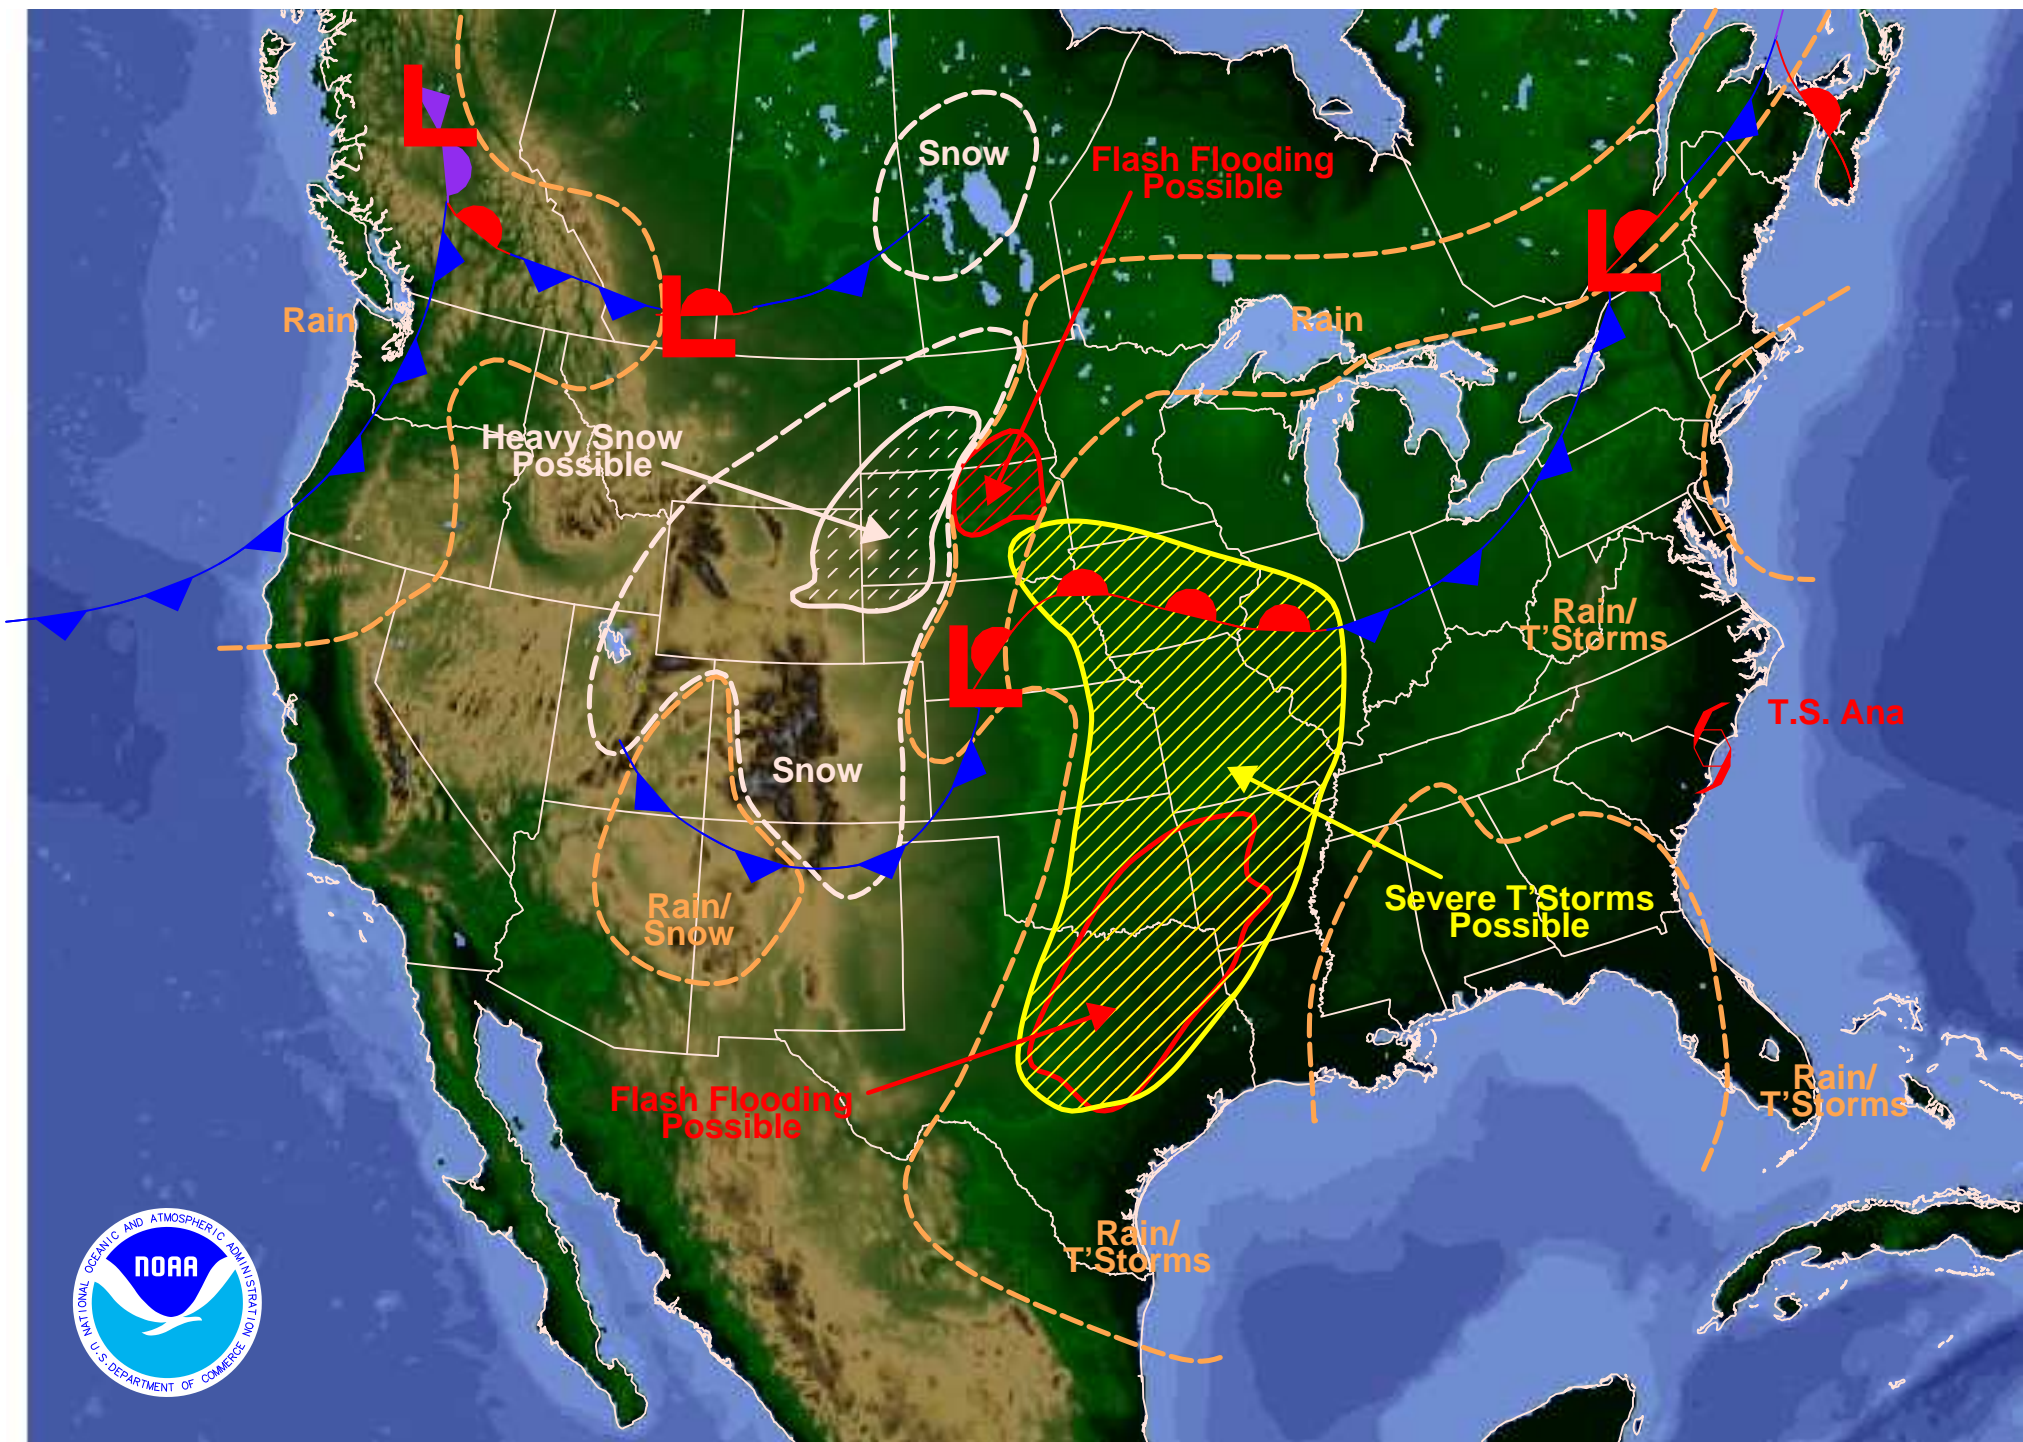 Snow
Flash Flooding
Possible
Rain
Rain
Heavy Snow
Possible
Rain/
T'Storms
T.S. Ana
Snow
Severe T'Storms
Possible
Rain/
Snow
Flash Flooding
Possible
Rain/
T'Storms
Rain/
T'Storms
NATIONAL OCEANIC AND ATMOSPHERIC ADMINISTRATION
NOAA
U.S. DEPARTMENT OF COMMERCE
L
L
L
L